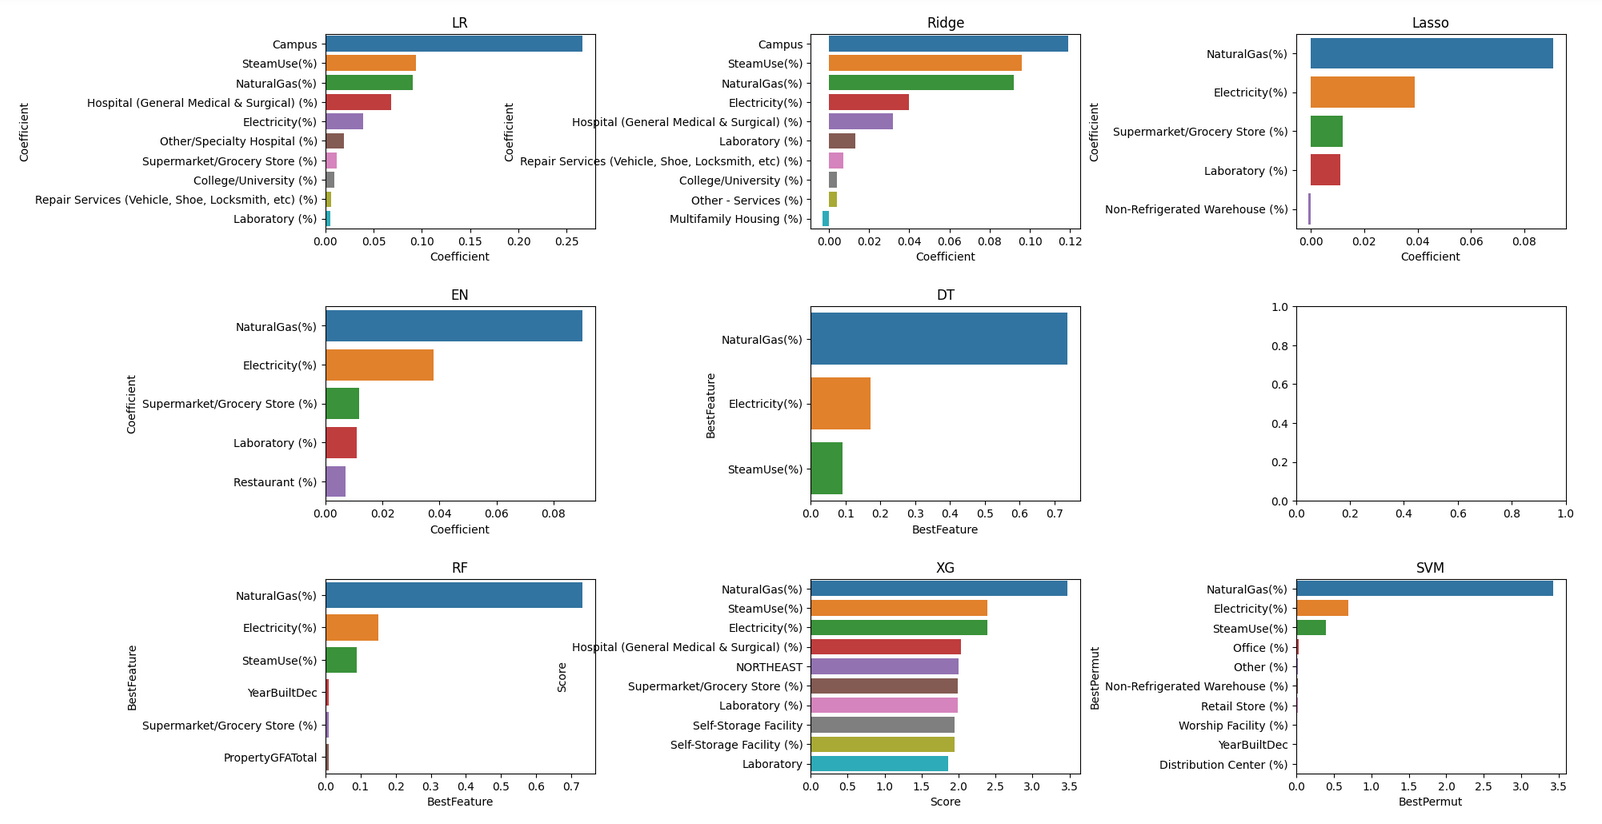 LR
Coefficient
Campus
SteamUse(%)
NaturalGas(%)
Hospital (General Medical & Surgical) (%)
Electricity(%)
Other/Specialty Hospital (%)
Supermarket/Grocery Store (%)
College/University (%)
Repair Services (Vehicle, Shoe, Locksmith, etc) (%)
Laboratory (%)
0.00 0.05 0.10 0.15 0.20 0.25
Coefficient
Ridge
Coefficient
Campus
SteamUse(%)
NaturalGas(%)
Electricity(%)
Hospital (General Medical & Surgical) (%)
Laboratory (%)
Repair Services (Vehicle, Shoe, Locksmith, etc) (%)
College/University (%)
Other - Services (%)
Multifamily Housing (%)
0.00 0.02 0.04 0.06 0.08 0.10 0.12
Coefficient
Lasso
Coefficient
NaturalGas(%)
Electricity(%)
Supermarket/Grocery Store (%)
Laboratory (%)
Non-Refrigerated Warehouse (%)
0.00 0.02 0.04 0.06 0.08
Coefficient
EN
Coefficient
NaturalGas(%)
Electricity(%)
Supermarket/Grocery Store (%)
Laboratory (%)
Restaurant (%)
0.00 0.02 0.04 0.06 0.08
Coefficient
DT
BestFeature
NaturalGas(%)
Electricity(%)
SteamUse(%)
0.0 0.1 0.2 0.3 0.4 0.5 0.6 0.7
BestFeature
1.0
0.8
0.6
0.4
0.2
0.0
0.0 0.2 0.4 0.6 0.8 1.0
RF
BestFeature
NaturalGas(%)
Electricity(%)
SteamUse(%)
YearBuiltDec
Supermarket/Grocery Store (%)
PropertyGFATotal
0.0 0.1 0.2 0.3 0.4 0.5 0.6 0.7
BestFeature
XG
Score
NaturalGas(%)
SteamUse(%)
Electricity(%)
Hospital (General Medical & Surgical) (%)
NORTHEAST
Supermarket/Grocery Store (%)
Laboratory (%)
Self-Storage Facility
Self-Storage Facility (%)
Laboratory
0.0 0.5 1.0 1.5 2.0 2.5 3.0 3.5
Score
SVM
BestPermut
NaturalGas(%)
Electricity(%)
SteamUse(%)
Office (%)
Other (%)
Non-Refrigerated Warehouse (%)
Retail Store (%)
Worship Facility (%)
YearBuiltDec
Distribution Center (%)
0.0 0.5 1.0 1.5 2.0 2.5 3.0 3.5
BestPermut